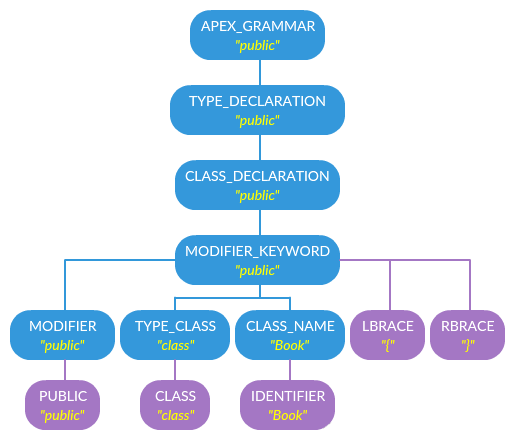 APEX_GRAMMAR
"public"
TYPE_DECLARATION
"public"
CLASS_DECLARATION
"public"
MODIFIER_KEYWORD
"public"
MODIFIER
"public"
TYPE_CLASS
"class"
CLASS_NAME
"Book"
LBRACE
"{"
RBRACE
"}"
PUBLIC
"public"
CLASS
"class"
IDENTIFIER
"Book"